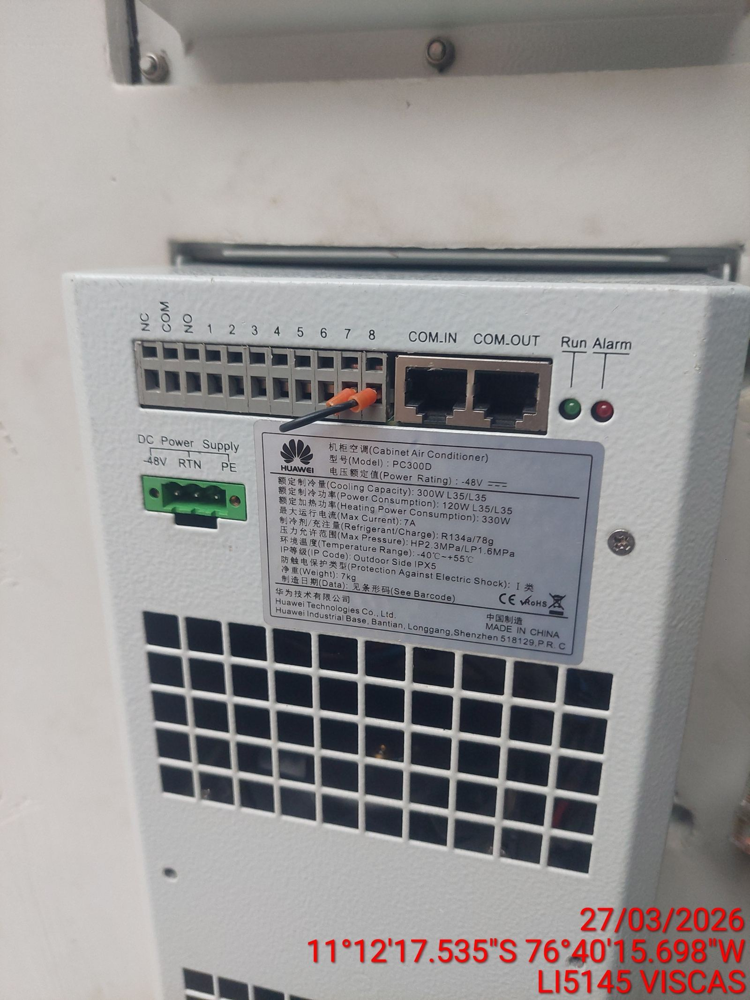 NC COM NO 1 2 3 4 5 6 7 8 COM_IN COM_OUT Run Alarm
DC Power Supply
-48V RTN PE
HUAWEI
机柜空调(Cabinet Air Conditioner)
型号(Model) : PC300D
电压额定值(Power Rating) : -48V
额定制冷量(Cooling Capacity): 300W L35/L35
额定制冷功率(Power Consumption): 120W L35/L35
额定加热功率(Heating Power Consumption): 330W
最大运行电流(Max Current): 7A
制冷剂/充注量(Refrigerant/Charge): R134a/78g
压力允许范围(Max Pressure): HP2.3MPa/LP1.6MPa
环境温度(Temperature Range): -40℃~+55℃
IP等级(IP Code): Outdoor Side IPX5
防触电保护类型(Protection Against Electric Shock): I 类
净重(Weight): 7kg
制造日期(Data): 见条形码(See Barcode)
CE RoHS
华为技术有限公司
Huawei Technologies Co., Ltd.
中国制造
MADE IN CHINA
Huawei Industrial Base, Bantian, Longgang,Shenzhen 518129,P.R. C
27/03/2026
11°12'17.535"S 76°40'15.698"W
LI5145 VISCAS